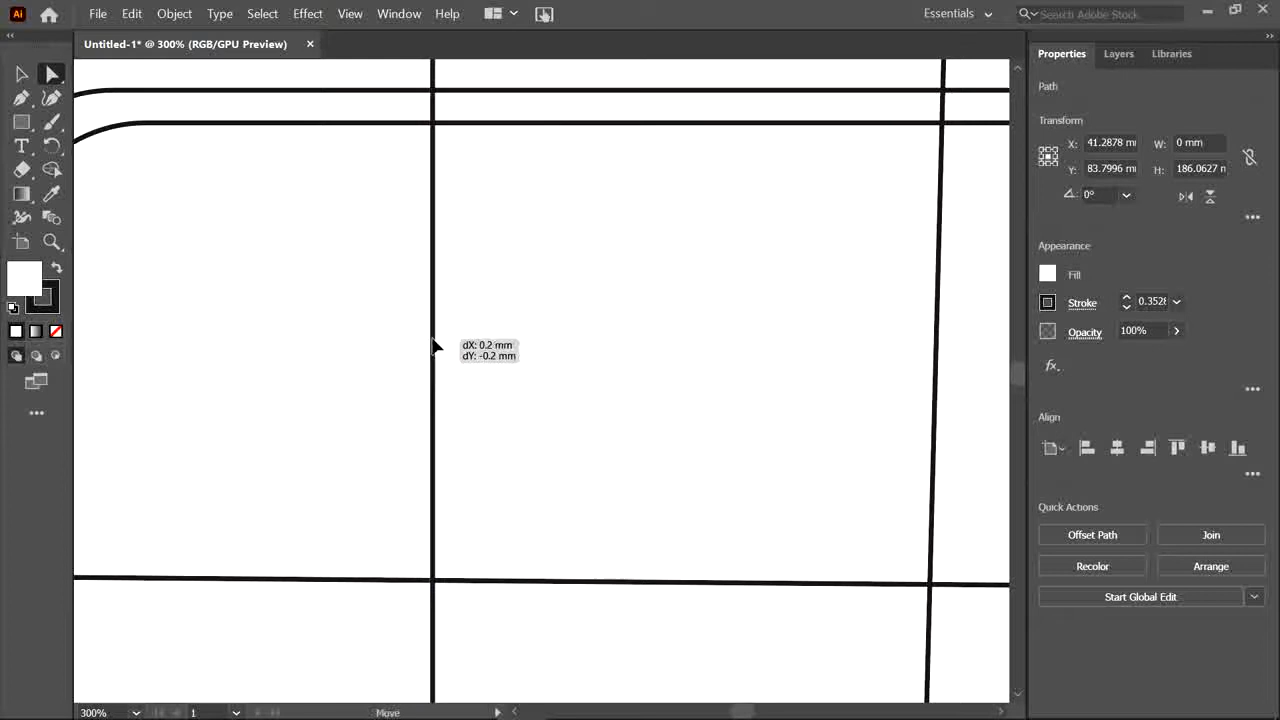 Ai File Edit Object Type Select Effect View Window Help Essentials Search Adobe Stock
Untitled-1* @ 300% (RGB/GPU Preview)
Properties Layers Libraries
Path
Transform
X: 41.2878 m W: 0 mm
Y: 83.7996 m H: 186.0627 n
0°
Appearance
Fill
Stroke 0.3528
Opacity 100%
fx.
dX: 0.2 mm
dY: -0.2 mm
Align
Quick Actions
Offset Path Join
Recolor Arrange
Start Global Edit
300% 1 Move